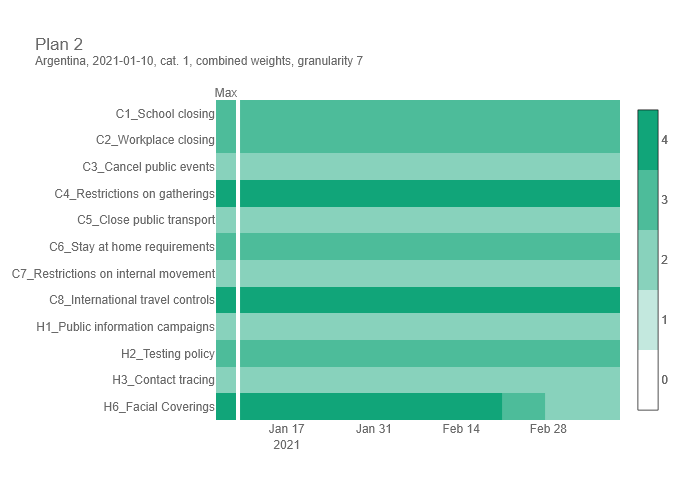 Plan 2
Argentina, 2021-01-10, cat. 1, combined weights, granularity 7
Max
C1_School closing
C2_Workplace closing
C3_Cancel public events
C4_Restrictions on gatherings
C5_Close public transport
C6_Stay at home requirements
C7_Restrictions on internal movement
C8_International travel controls
H1_Public information campaigns
H2_Testing policy
H3_Contact tracing
H6_Facial Coverings
Jan 17 Jan 31 Feb 14 Feb 28
2021
4
3
2
1
0